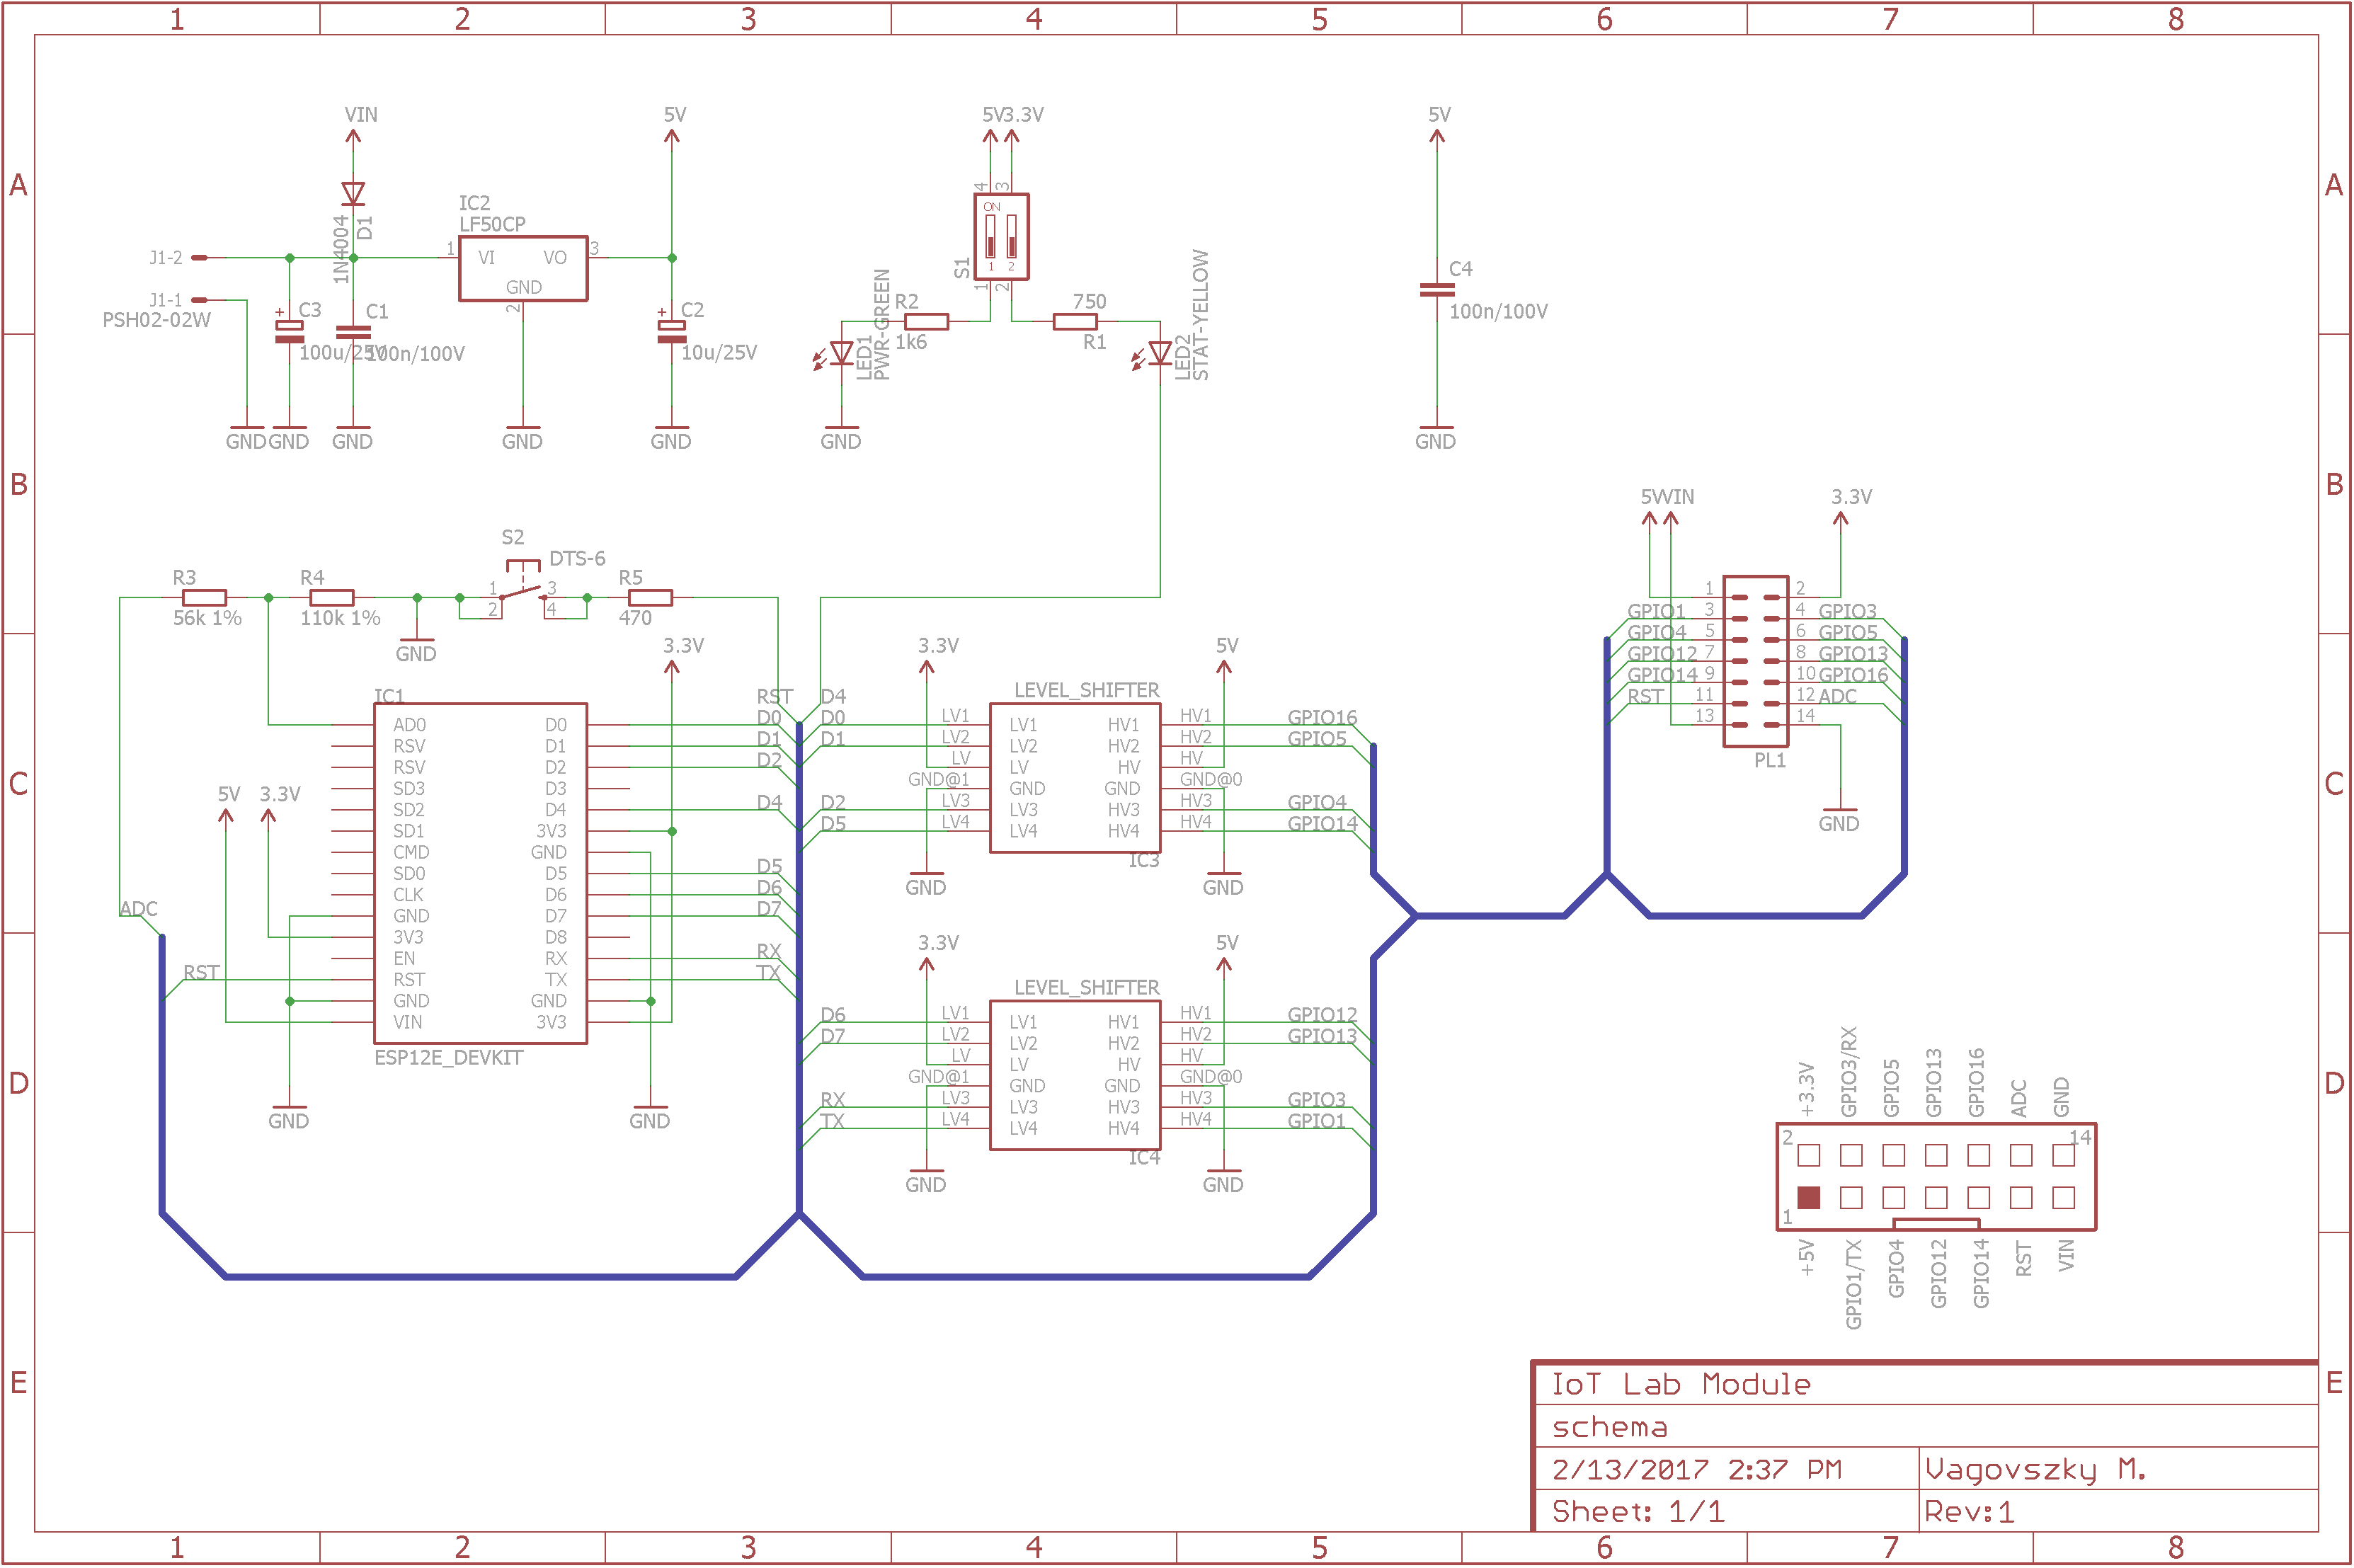 1 2 3 4 5 6 7 8
A A
B B
C C
D D
E E
VIN
5V
5V 3.3V
5V
1N4004
D1
IC2
LF50CP
1 VI VO 3
GND
2
J1-2
J1-1
PSH02-02W
+ C3
100u/25V
C1
100n/100V
+ C2
10u/25V
4 3
ON
1 2
S1
1 2
R2
1k6
750
R1
LED1
PWR-GREEN
LED2
STAT-YELLOW
C4
100n/100V
GND GND GND GND GND GND GND
S2
DTS-6
R3
56k 1%
R4
110k 1%
1 3
2 4
R5
470
GND
3.3V
5V 3.3V
ADC
RST
IC1
AD0 D0
RSV D1
RSV D2
SD3 D3
SD2 D4
SD1 3V3
CMD GND
SD0 D5
CLK D6
GND D7
3V3 D8
EN RX
RST TX
GND GND
VIN 3V3
ESP12E_DEVKIT
GND GND
RST
D0
D1
D2
D4
D5
D6
D7
RX
TX
D4
D0
D1
D2
D5
D6
D7
RX
TX
3.3V 5V
LEVEL_SHIFTER
LV1 LV1 HV1 HV1 GPIO16
LV2 LV2 HV2 HV2 GPIO5
LV LV HV HV
GND@1 GND GND GND@0
LV3 LV3 HV3 HV3 GPIO4
LV4 LV4 HV4 HV4 GPIO14
IC3
GND GND
3.3V 5V
LEVEL_SHIFTER
LV1 LV1 HV1 HV1 GPIO12
LV2 LV2 HV2 HV2 GPIO13
LV LV HV HV
GND@1 GND GND GND@0
LV3 LV3 HV3 HV3 GPIO3
LV4 LV4 HV4 HV4 GPIO1
IC4
GND GND
5V VIN 3.3V
1 2
GPIO1 3 4 GPIO3
GPIO4 5 6 GPIO5
GPIO12 7 8 GPIO13
GPIO14 9 10 GPIO16
RST 11 12 ADC
13 14
PL1
GND
+3.3V GPIO3/RX GPIO5 GPIO13 GPIO16 ADC GND
2 14
1
+5V GPIO1/TX GPIO4 GPIO12 GPIO14 RST VIN
IoT Lab Module
schema
2/13/2017 2:37 PM Vagovszky M.
Sheet: 1/1 Rev:1
1 2 3 4 5 6 7 8